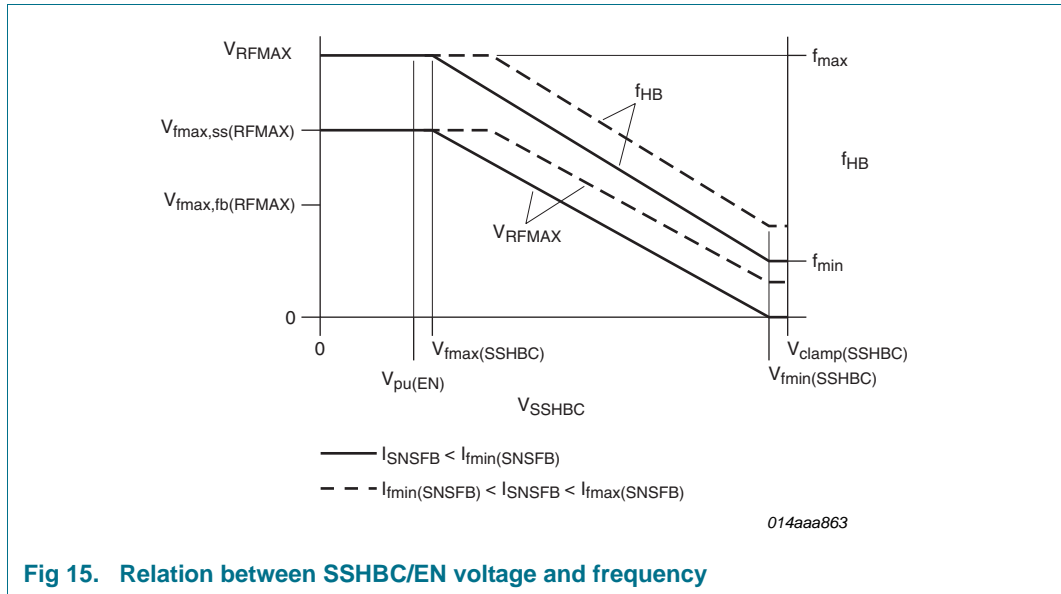 VRFMAX
fmax
fHB
Vfmax,ss(RFMAX)
fHB
Vfmax,fb(RFMAX)
VRFMAX
fmin
0
0
Vfmax(SSHBC)
Vclamp(SSHBC)
Vpu(EN)
Vfmin(SSHBC)
VSSHBC
ISNSFB < Ifmin(SNSFB)
Ifmin(SNSFB) < ISNSFB < Ifmax(SNSFB)
014aaa863
Fig 15. Relation between SSHBC/EN voltage and frequency